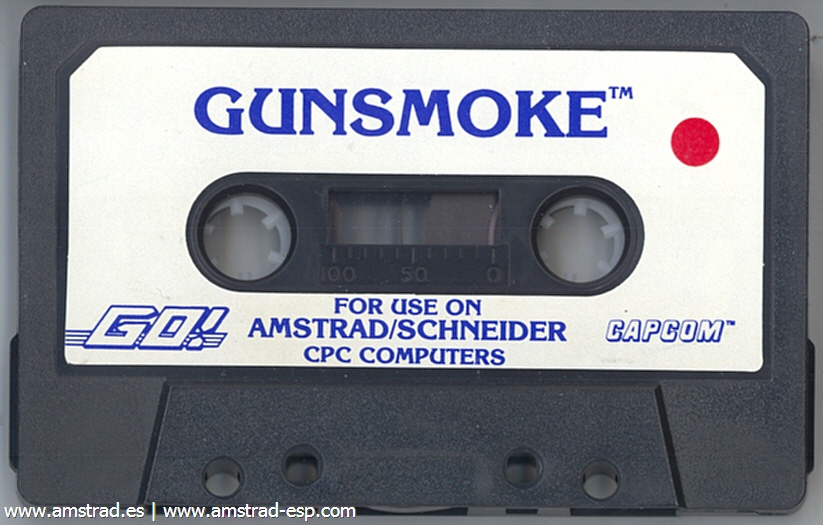 GUNSMOKE™
100 50 0
GO!
FOR USE ON
AMSTRAD/SCHNEIDER
CPC COMPUTERS
CAPCOM™
www.amstrad.es | www.amstrad-esp.com